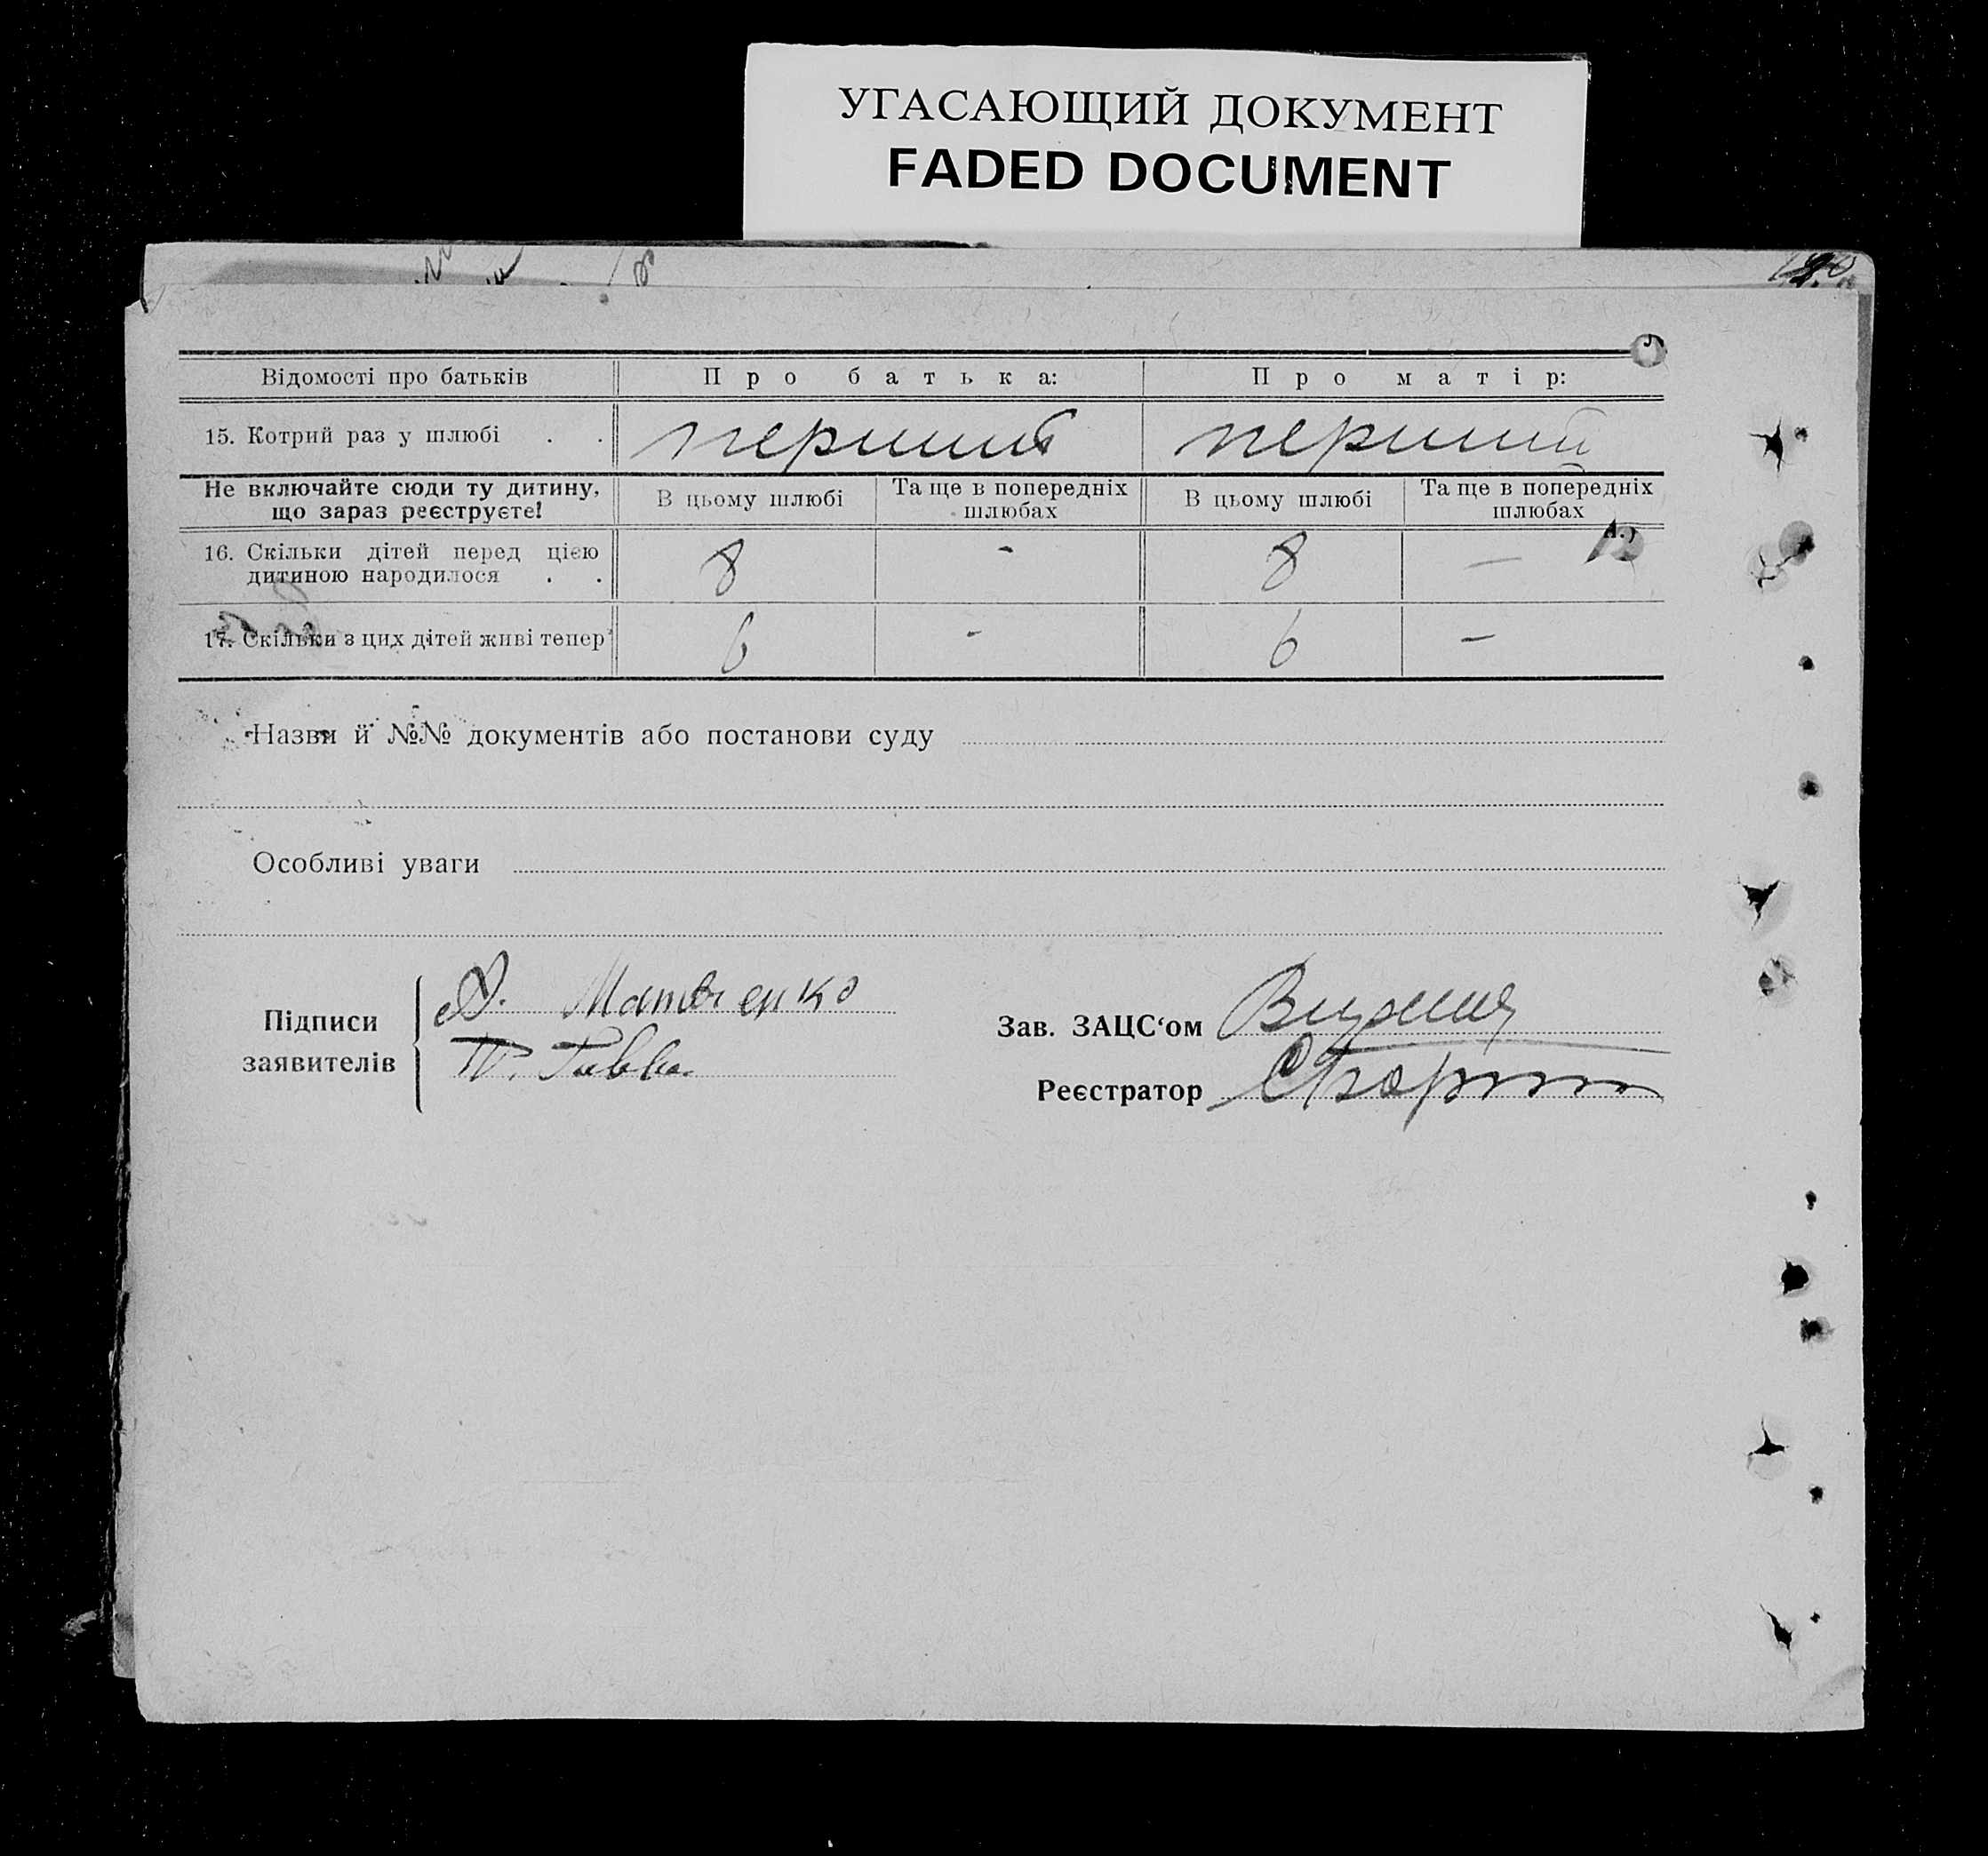 УГАСАЮЩИЙ ДОКУМЕНТ
FADED DOCUMENT
Відомості про батьків Про батька: Про матір:
15. Котрий раз у шлюбі . . перший перший
Не включайте сюди ту дитину, що зараз реєструєте!
В цьому шлюбі Та ще в попередніх шлюбах В цьому шлюбі Та ще в попередніх шлюбах
16. Скільки дітей перед цією
дитиною народилося . . 8 - 8 —
17. Скільки з цих дітей живі тепер 6 - 6 —
Назви й №№ документів або постанови суду
Особливі уваги
Підписи
заявителів
Матвієнко
Зав. ЗАЦС‘ом
Реєстратор